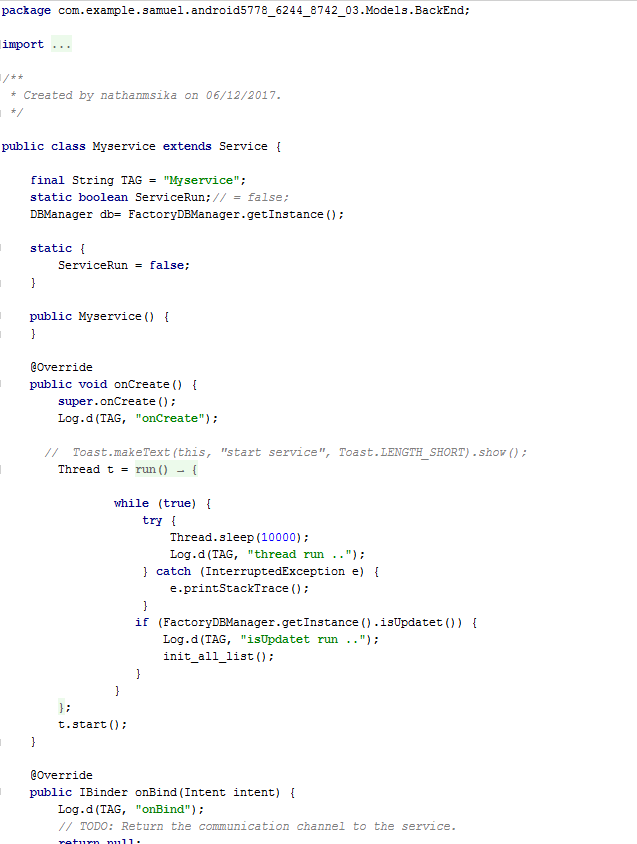 package com.example.samuel.android5778_6244_8742_03.Models.BackEnd;
import ...
/**
* Created by nathanmsika on 06/12/2017.
*/
public class Myservice extends Service {
final String TAG = "Myservice";
static boolean ServiceRun;// = false;
DBManager db= FactoryDBManager.getInstance();
static {
ServiceRun = false;
}
public Myservice() {
}
@Override
public void onCreate() {
super.onCreate();
Log.d(TAG, "onCreate");
//  Toast.makeText(this, "start service", Toast.LENGTH_SHORT).show();
Thread t = run() → {
while (true) {
try {
Thread.sleep(10000);
Log.d(TAG, "thread run ..");
} catch (InterruptedException e) {
e.printStackTrace();
}
if (FactoryDBManager.getInstance().isUpdatet()) {
Log.d(TAG, "isUpdatet run ..");
init_all_list();
}
}
};
t.start();
}
@Override
public IBinder onBind(Intent intent) {
Log.d(TAG, "onBind");
// TODO: Return the communication channel to the service.
return null;